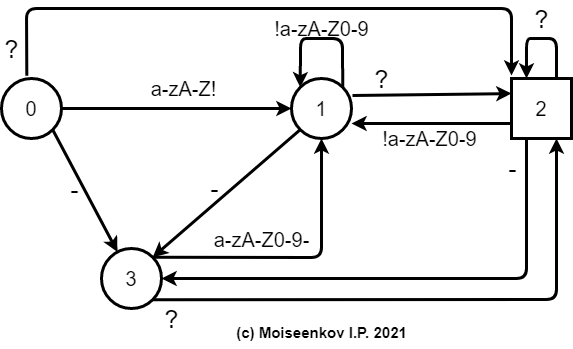 !a-zA-Z0-9
?
?
?
a-zA-Z!
0
1
2
!a-zA-Z0-9
-
-
-
a-zA-Z0-9-
3
?
(c) Moiseenkov I.P. 2021